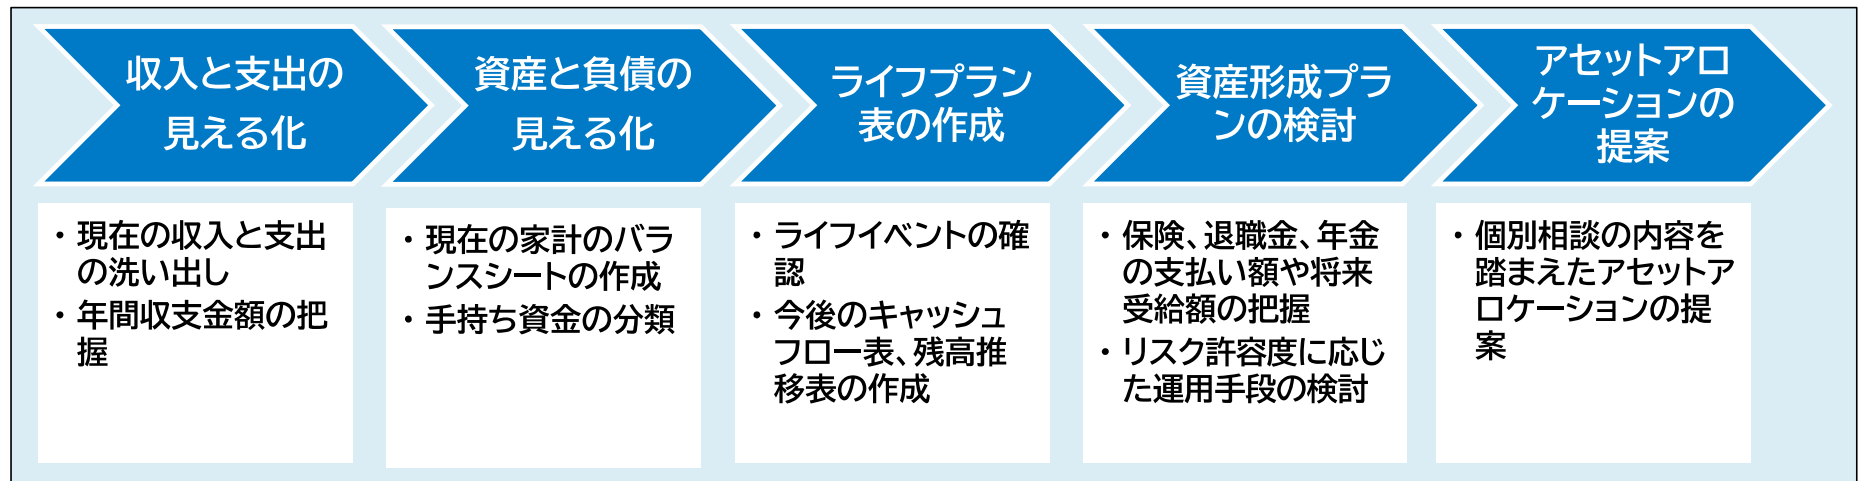 収入と支出の
見える化
資産と負債の
見える化
ライフプラン
表の作成
資産形成プラ
ンの検討
アセットアロ
ケーションの
提案
・現在の収入と支出
の洗い出し
・年間収支金額の把
握
・現在の家計のバラ
ンスシートの作成
・手持ち資金の分類
・ライフイベントの確
認
・今後のキャッシュ
フロー表、残高推
移表の作成
・保険、退職金、年金
の支払い額や将来
受給額の把握
・リスク許容度に応じ
た運用手段の検討
・個別相談の内容を
踏まえたアセットア
ロケーションの提
案